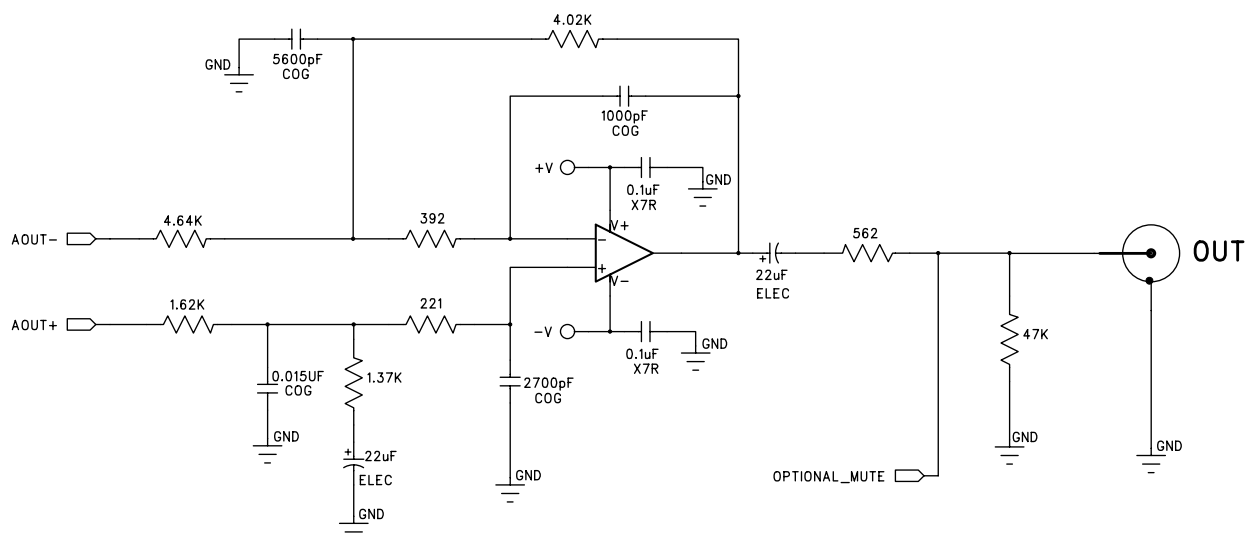 4.02K
GND
5600pF
COG
1000pF
COG
+V
GND
0.1uF
X7R
V+
4.64K
392
AOUT-
-
562
OUT
+
+
22uF
ELEC
V-
1.62K
221
AOUT+
-V
GND
0.1uF
X7R
47K
0.015UF
COG
1.37K
2700pF
COG
GND
GND
GND
+
22uF
ELEC
GND
OPTIONAL_MUTE
GND